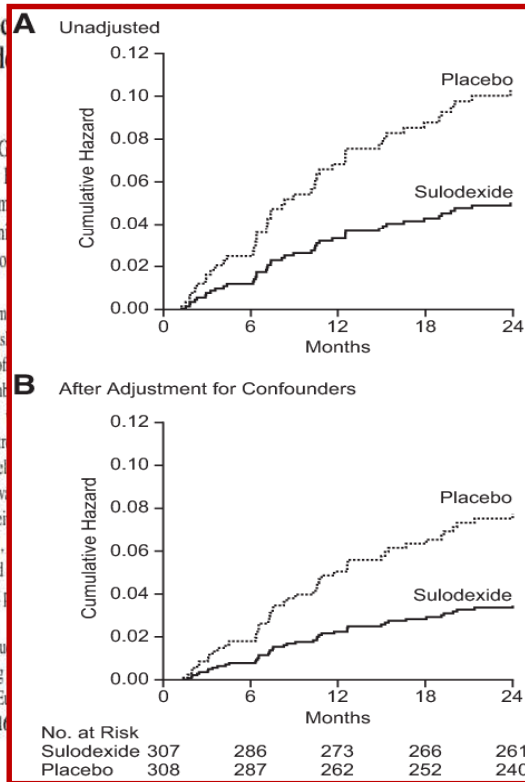 A Unadjusted
0.12
0.10
0.08
0.06
0.04
0.02
0.00
Cumulative Hazard
Placebo
Sulodexide
0 6 12 18 24
Months
B After Adjustment for Confounders
0.12
0.10
0.08
0.06
0.04
0.02
0.00
Cumulative Hazard
Placebo
Sulodexide
0 6 12 18 24
Months
No. at Risk
Sulodexide 307 286 273 266 261
Placebo 308 287 262 252 240